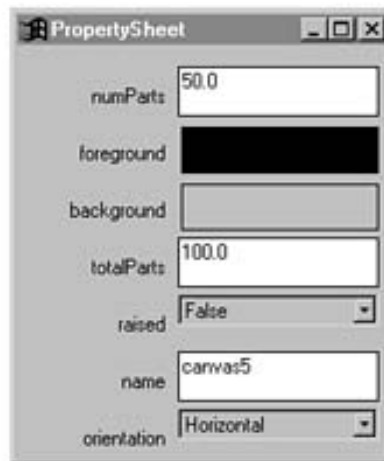 PropertySheet
numParts 50.0
foreground
background
totalParts 100.0
raised False
name canvas5
orientation Horizontal